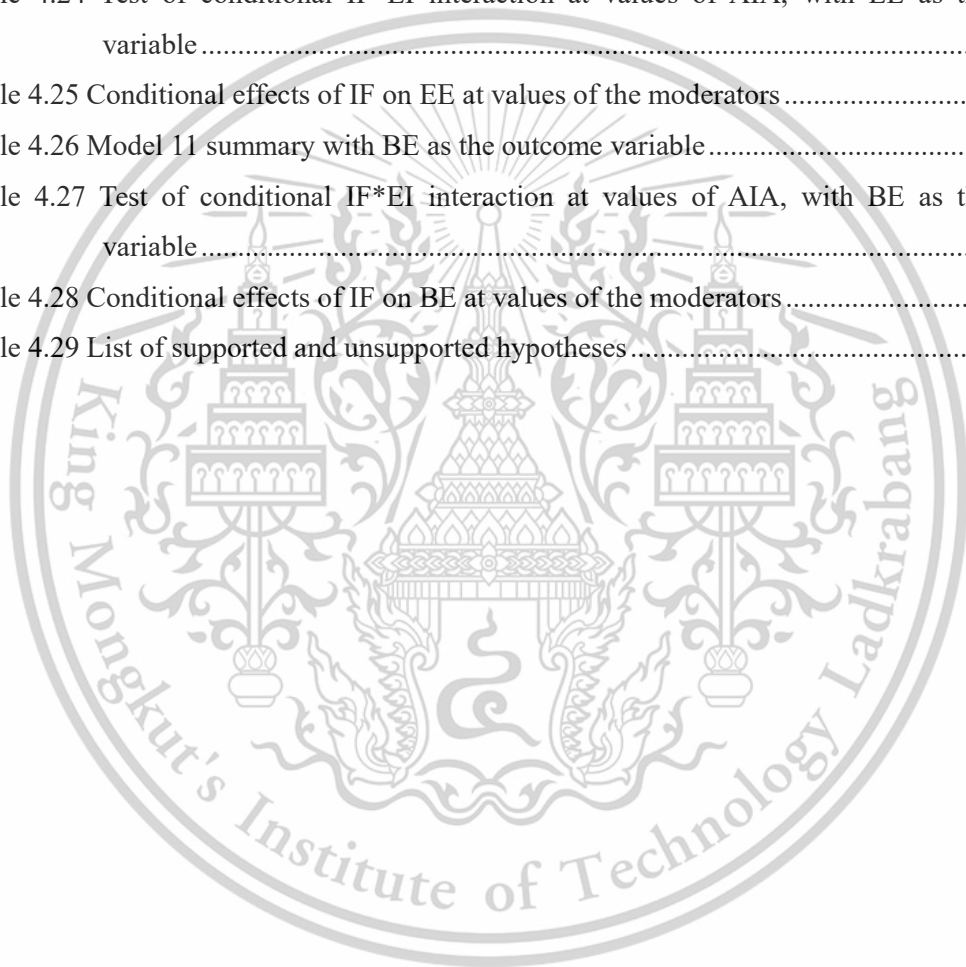 le 4.24 Test of conditional IF*EI interaction at values of AIA, with EE as t
variable
le 4.25 Conditional effects of IF on EE at values of the moderators
le 4.26 Model 11 summary with BE as the outcome variable
le 4.27 Test of conditional IF*EI interaction at values of AIA, with BE as t
variable
le 4.28 Conditional effects of IF on BE at values of the moderators
le 4.29 List of supported and unsupported hypotheses
King Mongkut's Institute of Technology Ladkrabang